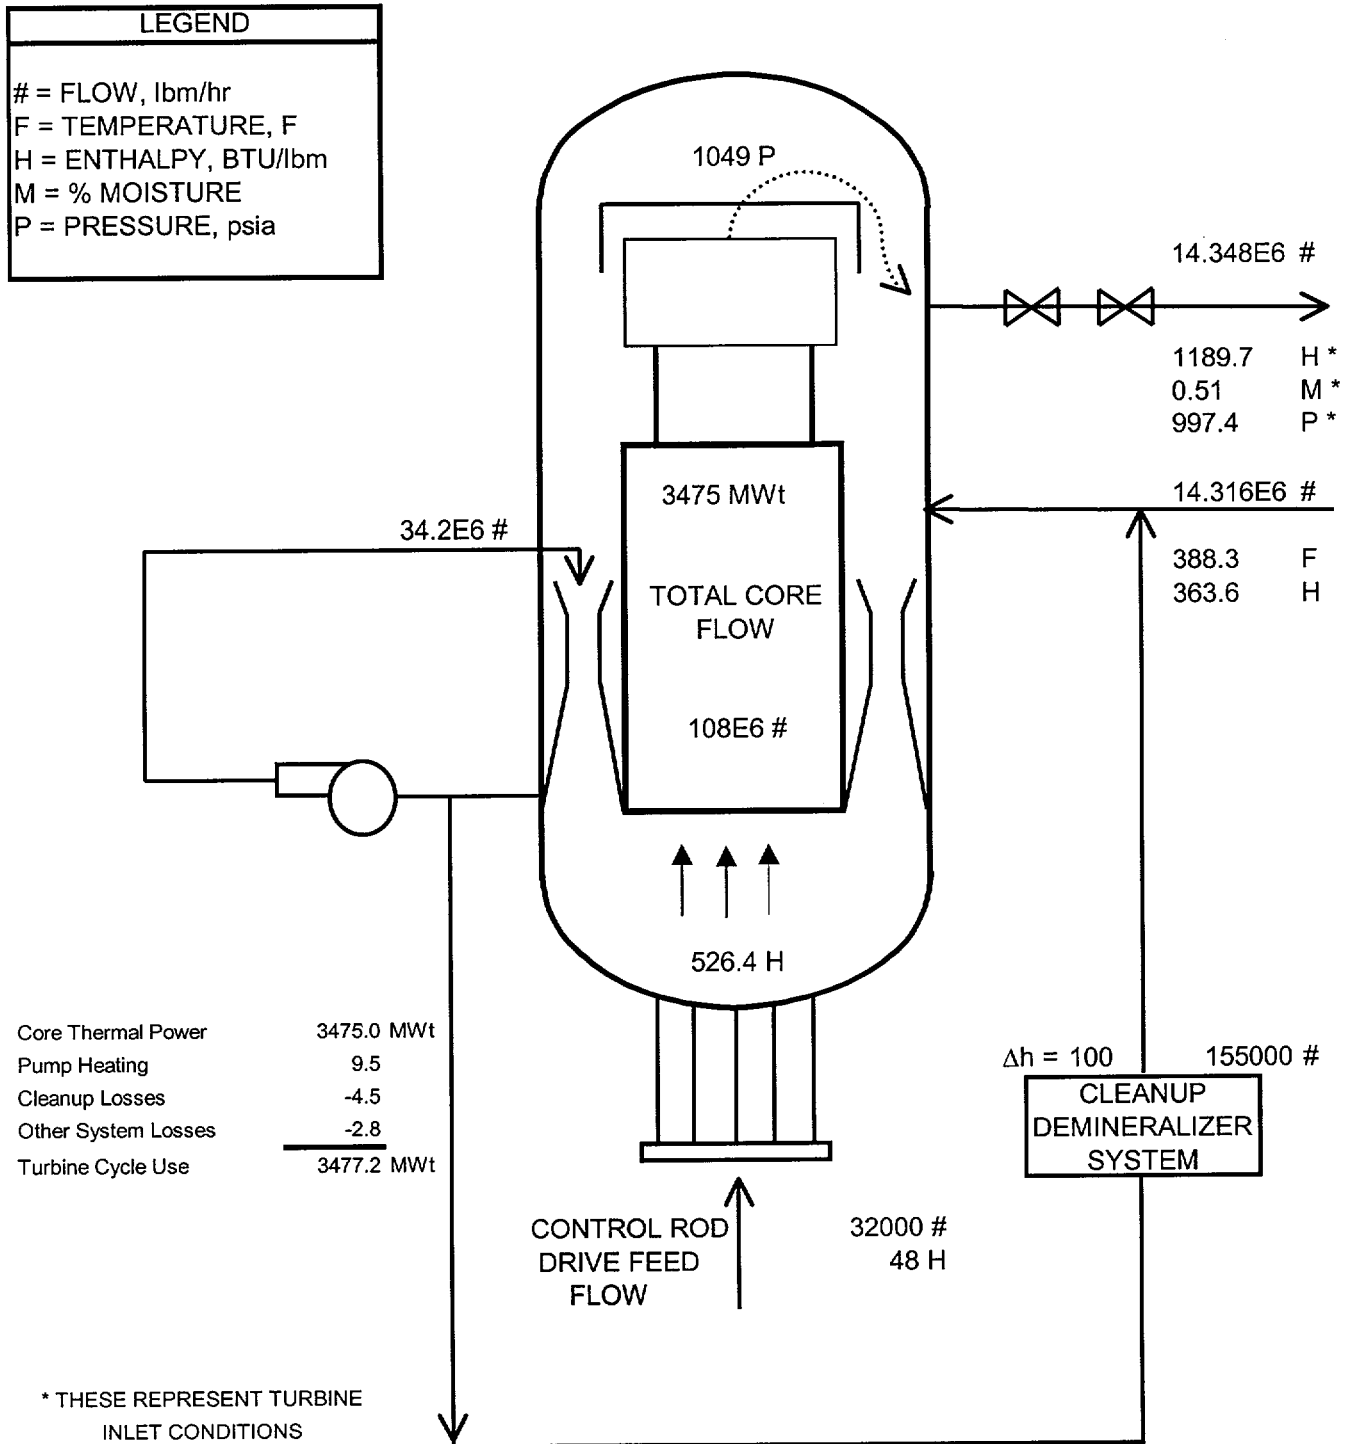 LEGEND
# = FLOW, lbm/hr
F = TEMPERATURE, F
H = ENTHALPY, BTU/lbm
M = % MOISTURE
P = PRESSURE, psia
1049 P
14.348E6 #
1189.7 H *
0.51 M *
997.4 P *
3475 MWt
14.316E6 #
34.2E6 #
388.3 F
363.6 H
TOTAL CORE
FLOW
108E6 #
526.4 H
Core Thermal Power 3475.0 MWt
Pump Heating 9.5
Cleanup Losses -4.5
Other System Losses -2.8
Turbine Cycle Use 3477.2 MWt
Δh = 100 155000 #
CLEANUP
DEMINERALIZER
SYSTEM
CONTROL ROD 32000 #
DRIVE FEED 48 H
FLOW
* THESE REPRESENT TURBINE
INLET CONDITIONS